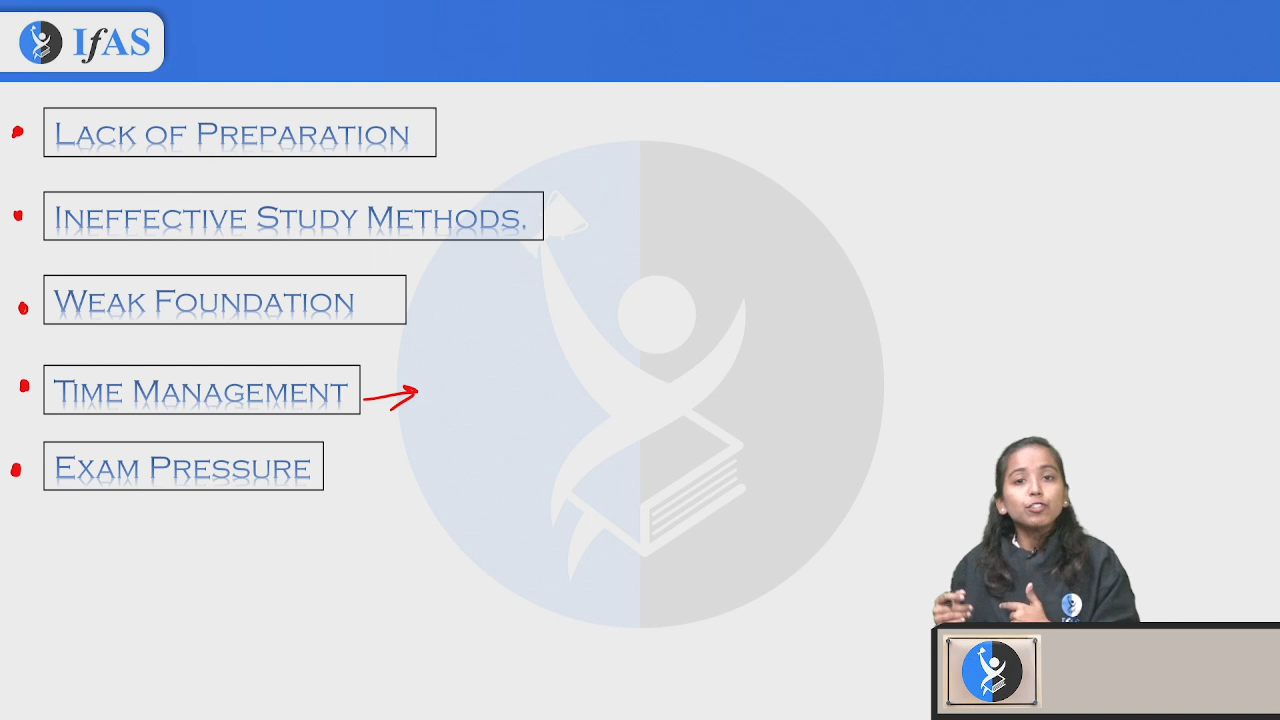 IfAS
LACK OF PREPARATION
INEFFECTIVE STUDY METHODS.
WEAK FOUNDATION
TIME MANAGEMENT
EXAM PRESSURE